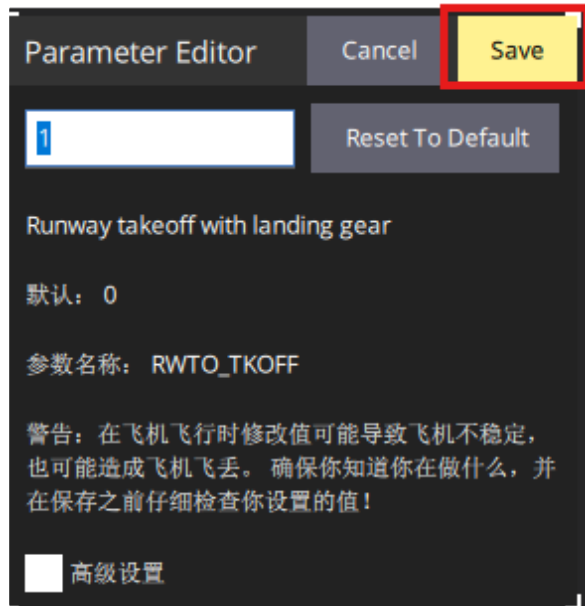 Parameter Editor Cancel Save
1 Reset To Default
Runway takeoff with landing gear
默认： 0
参数名称： RWTO_TKOFF
警告：在飞机飞行时修改值可能导致飞机不稳定，
也可能造成飞机飞丢。 确保你知道你在做什么，并
在保存之前仔细检查你设置的值！
高级设置